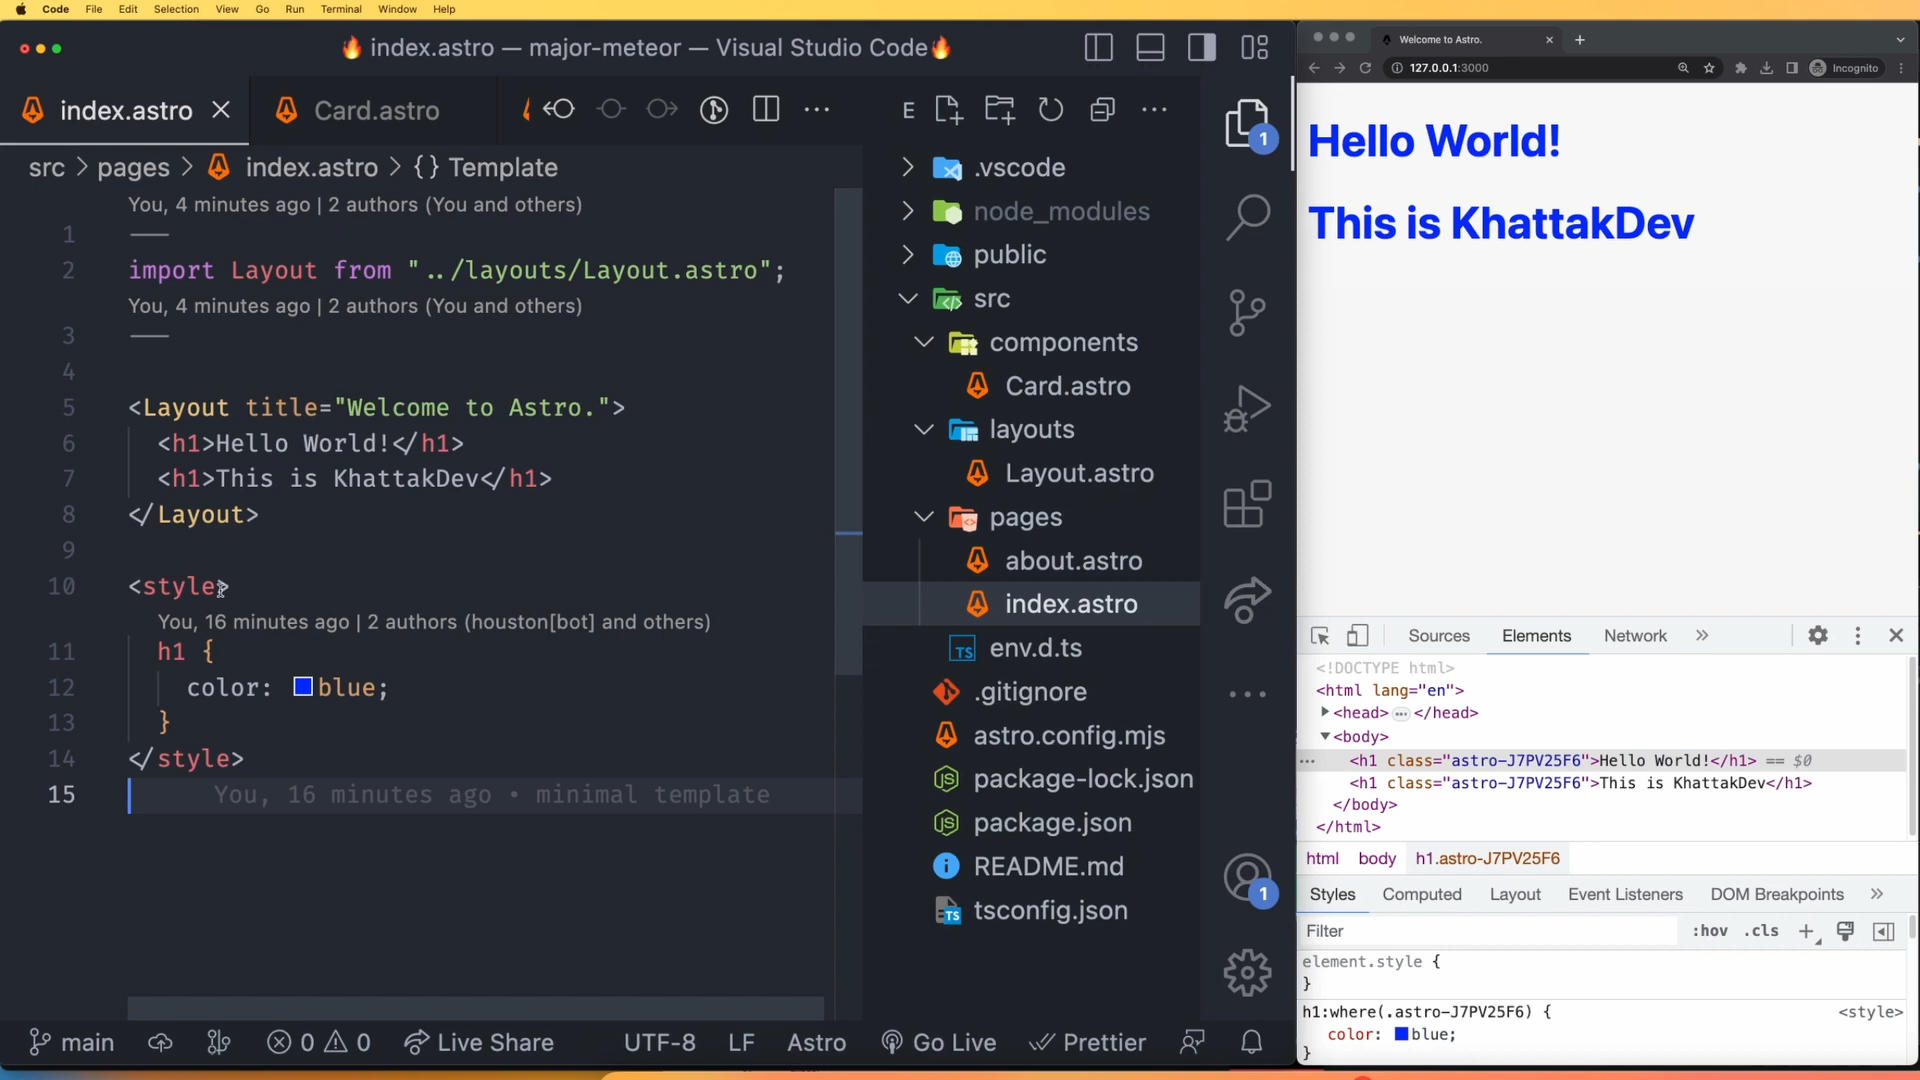 Code File Edit Selection View Go Run Terminal Window Help
🔥 index.astro — major-meteor — Visual Studio Code🔥
index.astro
Card.astro
src > pages > index.astro > {} Template
You, 4 minutes ago | 2 authors (You and others)
1 ---
2 import Layout from "../layouts/Layout.astro";
You, 4 minutes ago | 2 authors (You and others)
3 ---
4
5 <Layout title="Welcome to Astro.">
6 <h1>Hello World!</h1>
7 <h1>This is KhattakDev</h1>
8 </Layout>
9
10 <style>
You, 16 minutes ago | 2 authors (houston[bot] and others)
11 h1 {
12 color: blue;
13 }
14 </style>
15 You, 16 minutes ago • minimal template
E
.vscode
node_modules
public
src
components
Card.astro
layouts
Layout.astro
pages
about.astro
index.astro
TS env.d.ts
.gitignore
astro.config.mjs
JS package-lock.json
JS package.json
README.md
TS tsconfig.json
1
1
main
0 0
Live Share
UTF-8
LF
Astro
Go Live
Prettier
Welcome to Astro.
127.0.0.1:3000
Incognito
Hello World!
This is KhattakDev
Sources Elements Network
<!DOCTYPE html>
<html lang="en">
<head> ... </head>
<body>
<h1 class="astro-J7PV25F6">Hello World!</h1> == $0
<h1 class="astro-J7PV25F6">This is KhattakDev</h1>
</body>
</html>
html body h1.astro-J7PV25F6
Styles Computed Layout Event Listeners DOM Breakpoints
Filter :hov .cls
element.style {
}
h1:where(.astro-J7PV25F6) { <style>
color: blue;
}